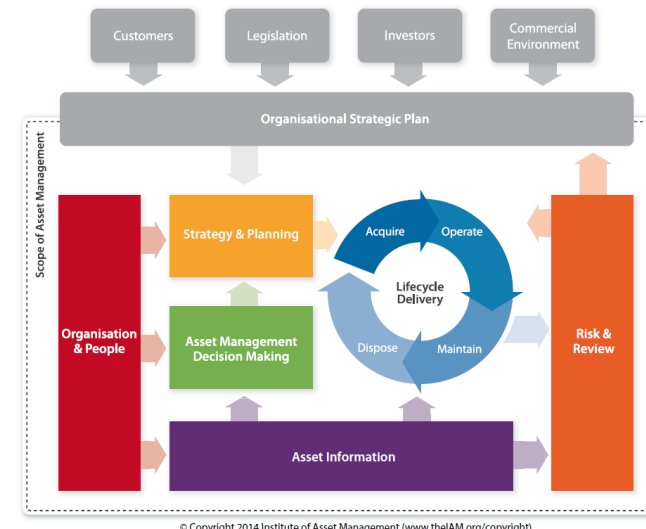 Customers
Legislation
Investors
Commercial
Environment
Organisational Strategic Plan
Scope of Asset Management
Organisation
& People
Strategy & Planning
Asset Management
Decision Making
Acquire
Operate
Lifecycle
Delivery
Dispose
Maintain
Risk &
Review
Asset Information
© Copyright 2014 Institute of Asset Management (www.theIAM.org/copyright)